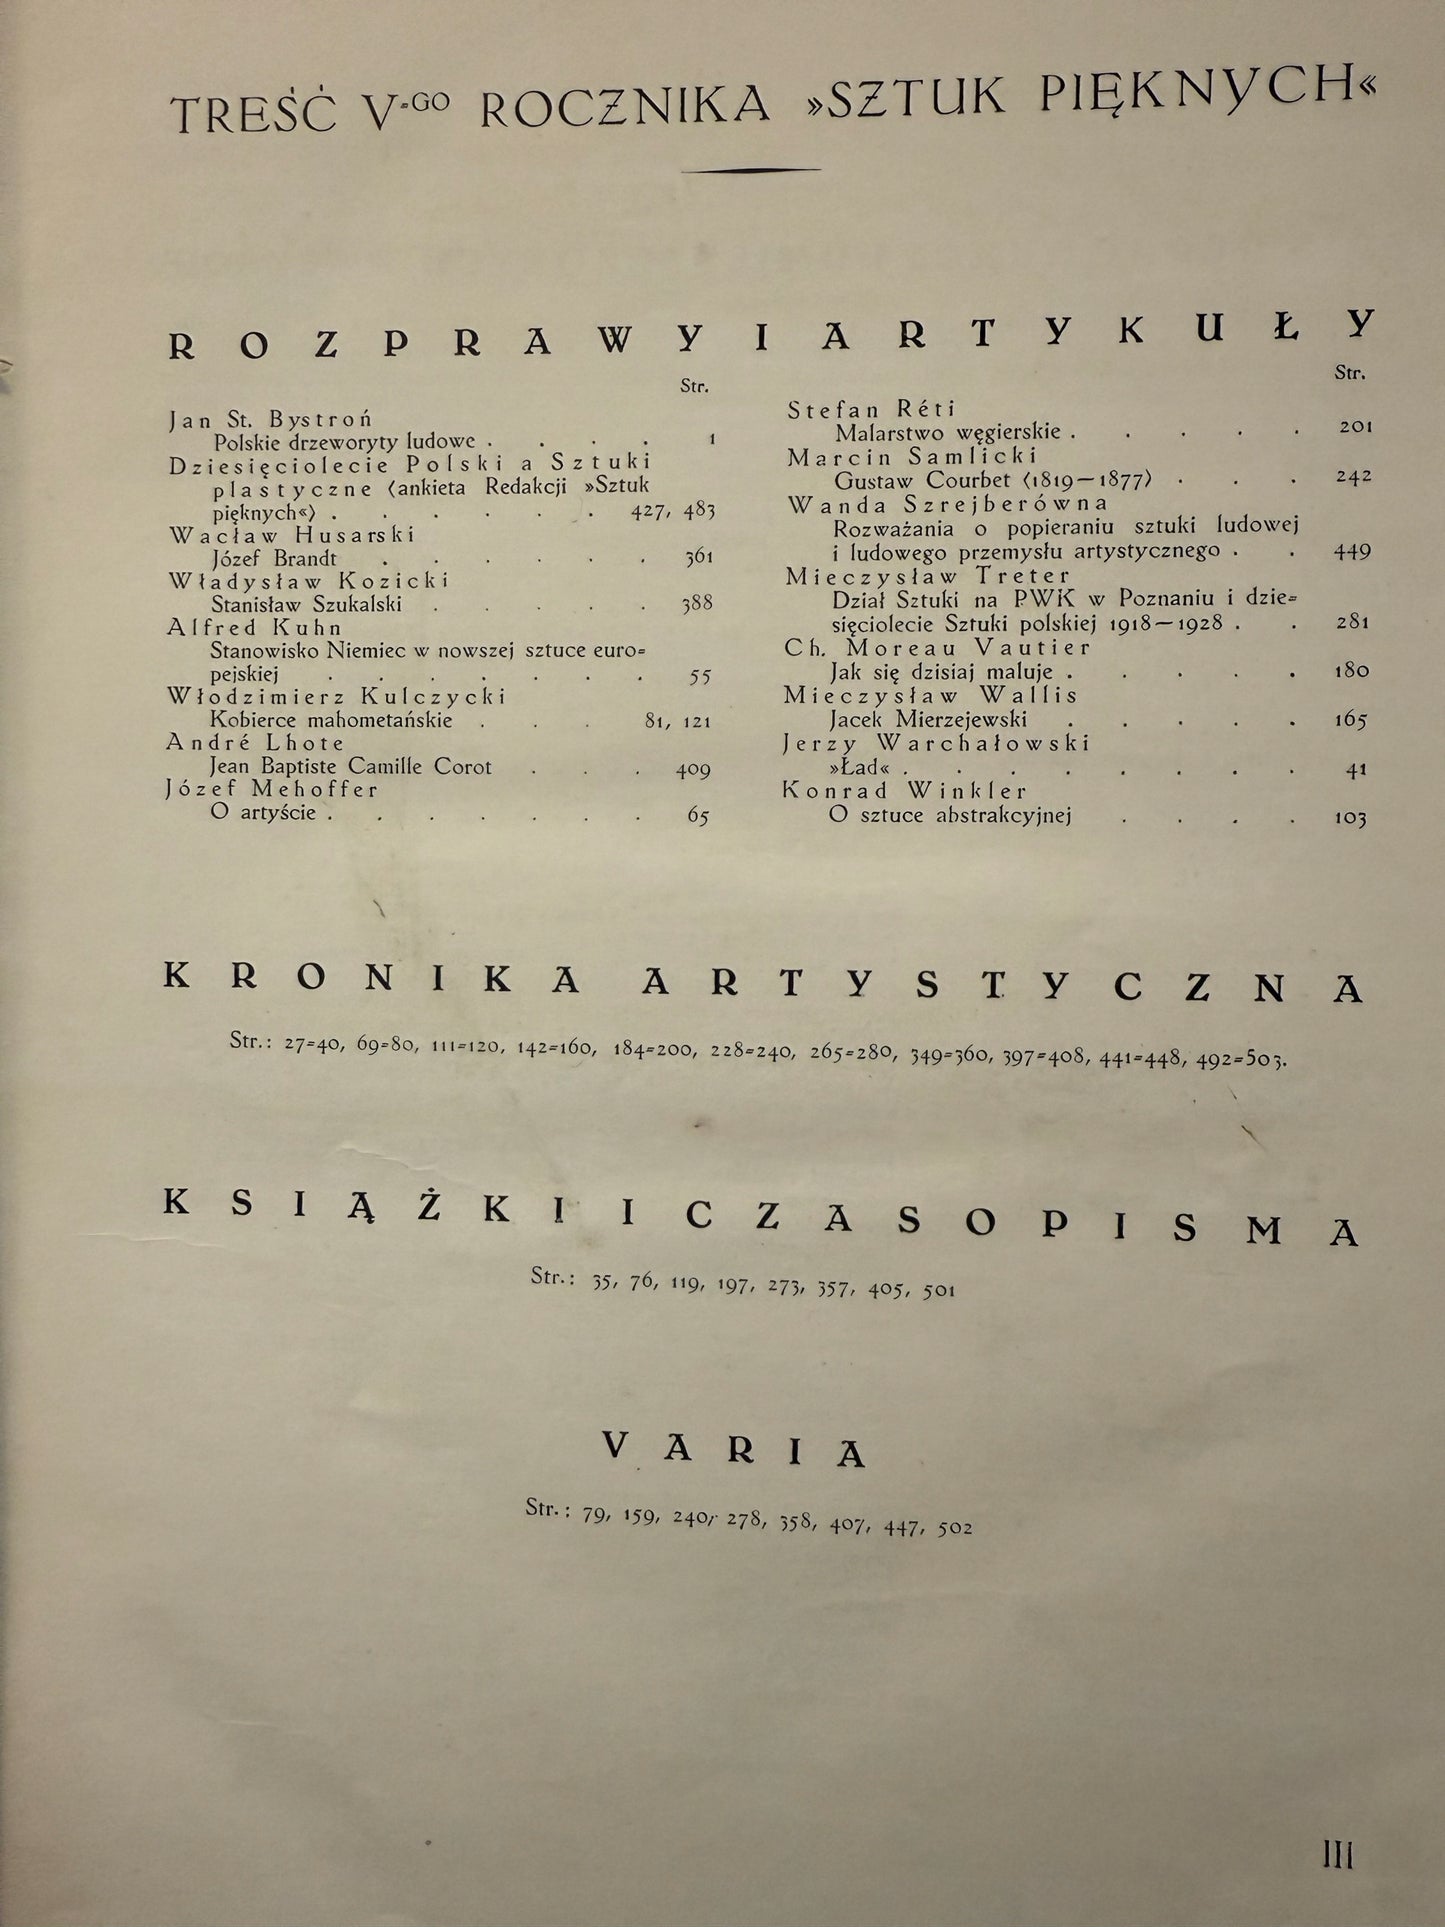 TREŚĆ V-GO ROCZNIKA »SZTUK PIĘKNYCH«
ROZPRAWY I ARTYKUŁY
Str.
Jan St. Bystroń
Polskie drzeworyty ludowe . . . . 1
Dziesięciolecie Polski a Sztuki
plastyczne (ankieta Redakcji »Sztuk
pięknych«) . . . . . . 427, 483
Wacław Husarski
Józef Brandt . . . . . . 361
Władysław Kozicki
Stanisław Szukalski . . . . . 388
Alfred Kuhn
Stanowisko Niemiec w nowszej sztuce euro=
pejskiej . . . . . . . 55
Włodzimierz Kulczycki
Kobierce mahometańskie . . . 81, 121
André Lhote
Jean Baptiste Camille Corot . . . 409
Józef Mehoffer
O artyście . . . . . . . 65
Str.
Stefan Réti
Malarstwo węgierskie . . . . . 201
Marcin Samlicki
Gustaw Courbet (1819—1877) . . . 242
Wanda Szrejberówna
Rozważania o popieraniu sztuki ludowej
i ludowego przemysłu artystycznego . . 449
Mieczysław Treter
Dział Sztuki na PWK w Poznaniu i dzie=
sięciolecie Sztuki polskiej 1918—1928 . . 281
Ch. Moreau Vautier
Jak się dzisiaj maluje . . . . . 180
Mieczysław Wallis
Jacek Mierzejewski . . . . . 165
Jerzy Warchałowski
»Ład« . . . . . . . . 41
Konrad Winkler
O sztuce abstrakcyjnej . . . . 103
KRONIKA ARTYSTYCZNA
Str.: 27=40, 69=80, 111=120, 142=160, 184=200, 228=240, 265=280, 349=360, 397=408, 441=448, 492=503.
KSIĄŻKI I CZASOPISMA
Str.: 35, 76, 119, 197, 273, 357, 405, 501
VARIA
Str.: 79, 159, 240, 278, 358, 407, 447, 502
III